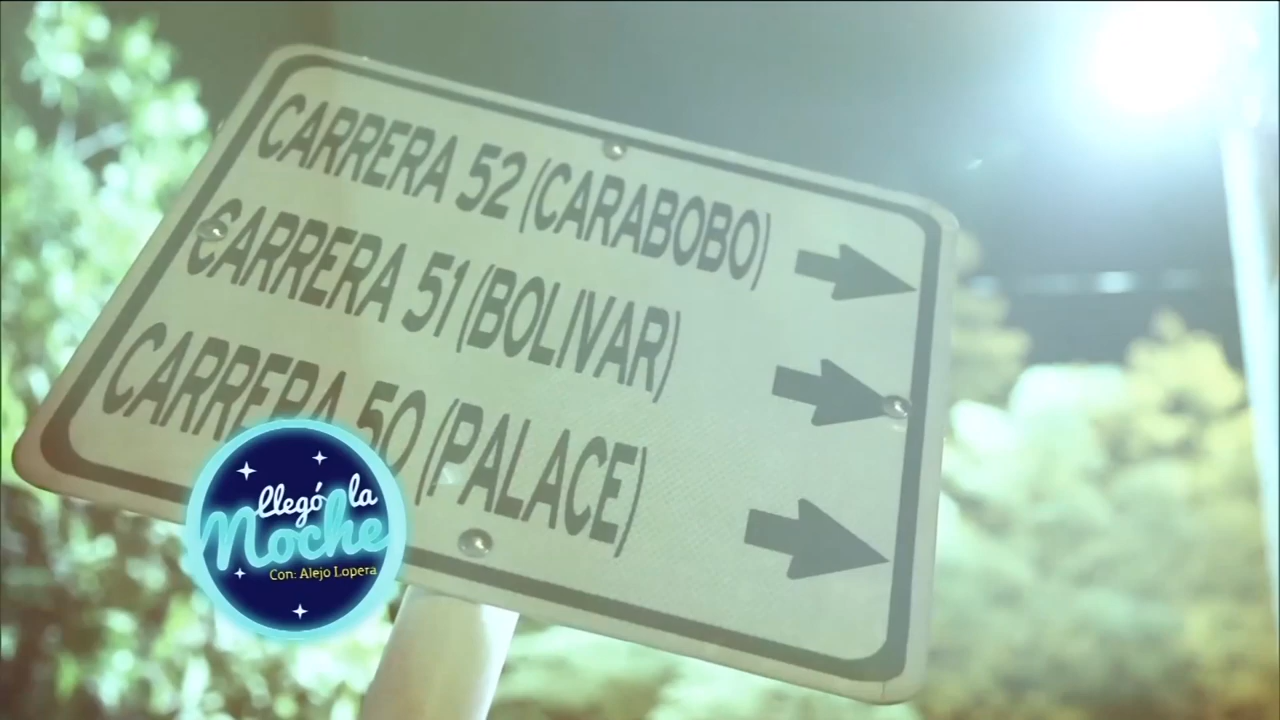 CARRERA 52 (CARABOBO)
CARRERA 51 (BOLIVAR)
CARRERA 50 (PALACE)
Llegó la
Noche
Con: Alejo Lopera